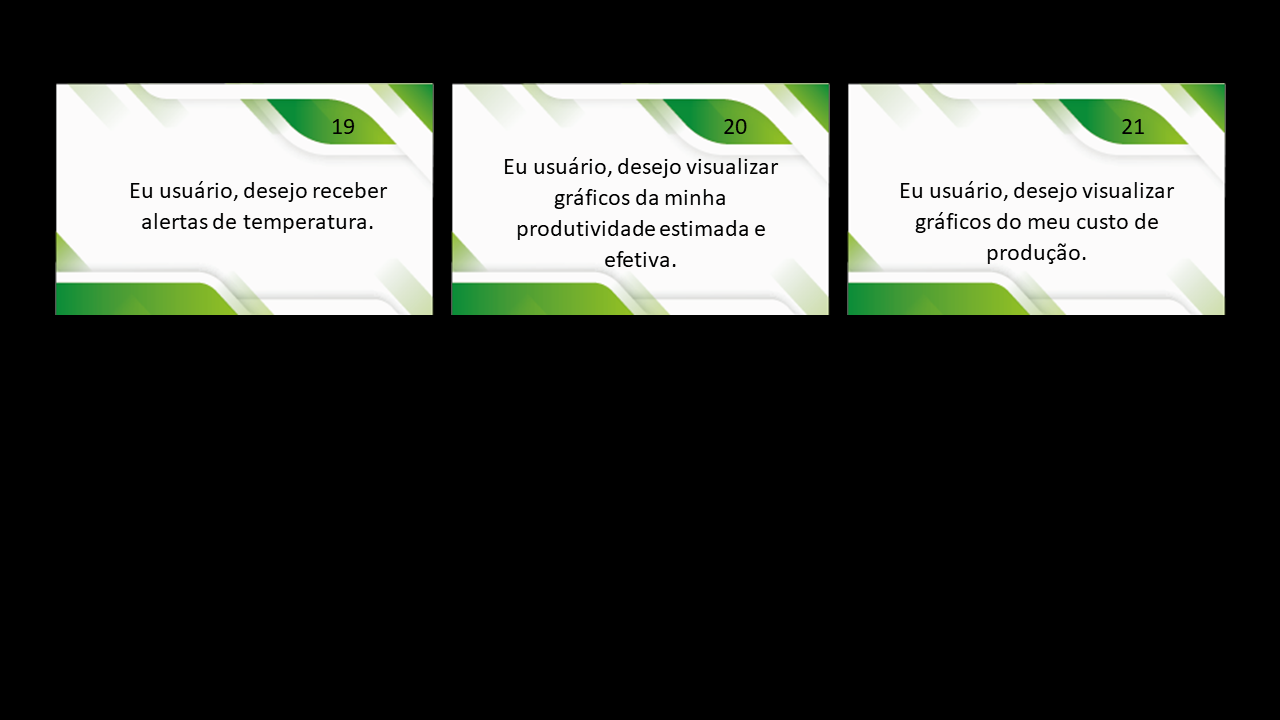 19
Eu usuário, desejo receber
alertas de temperatura.
20
Eu usuário, desejo visualizar
gráficos da minha
produtividade estimada e
efetiva.
21
Eu usuário, desejo visualizar
gráficos do meu custo de
produção.